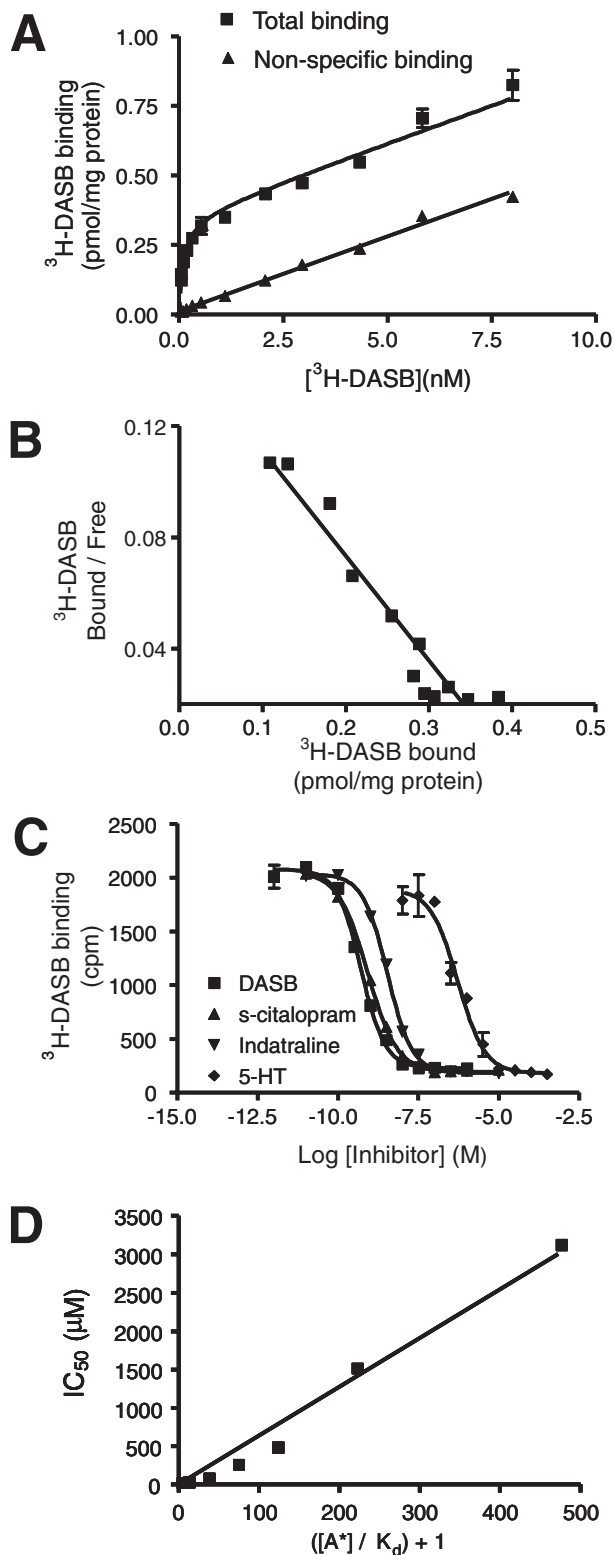 A
Total binding
Non-specific binding
³H-DASB binding
(pmol/mg protein)
1.00
0.75
0.50
0.25
0.00
0.0 2.5 5.0 7.5 10.0
[³H-DASB](nM)
B
³H-DASB
Bound / Free
0.12
0.08
0.04
0.0 0.1 0.2 0.3 0.4 0.5
³H-DASB bound
(pmol/mg protein)
C
³H-DASB binding
(cpm)
2500
2000
1500
1000
500
0
DASB
s-citalopram
Indatraline
5-HT
-15.0 -12.5 -10.0 -7.5 -5.0 -2.5
Log [Inhibitor] (M)
D
IC₅₀ (µM)
3500
3000
2500
2000
1500
1000
500
0
0 100 200 300 400 500
([A*] / K_d) + 1